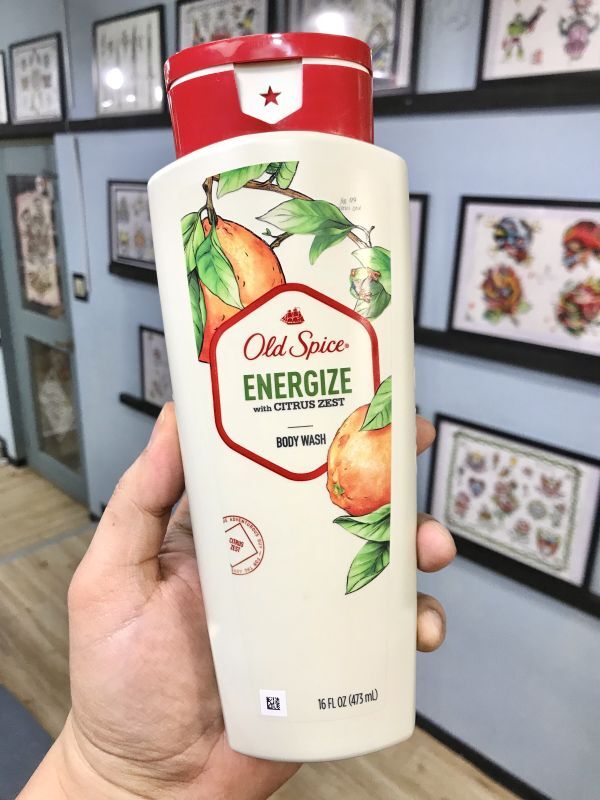 Old Spice®
ENERGIZE
with CITRUS ZEST
BODY WASH
CITRUS
ZEST
16 FL OZ (473 mL)